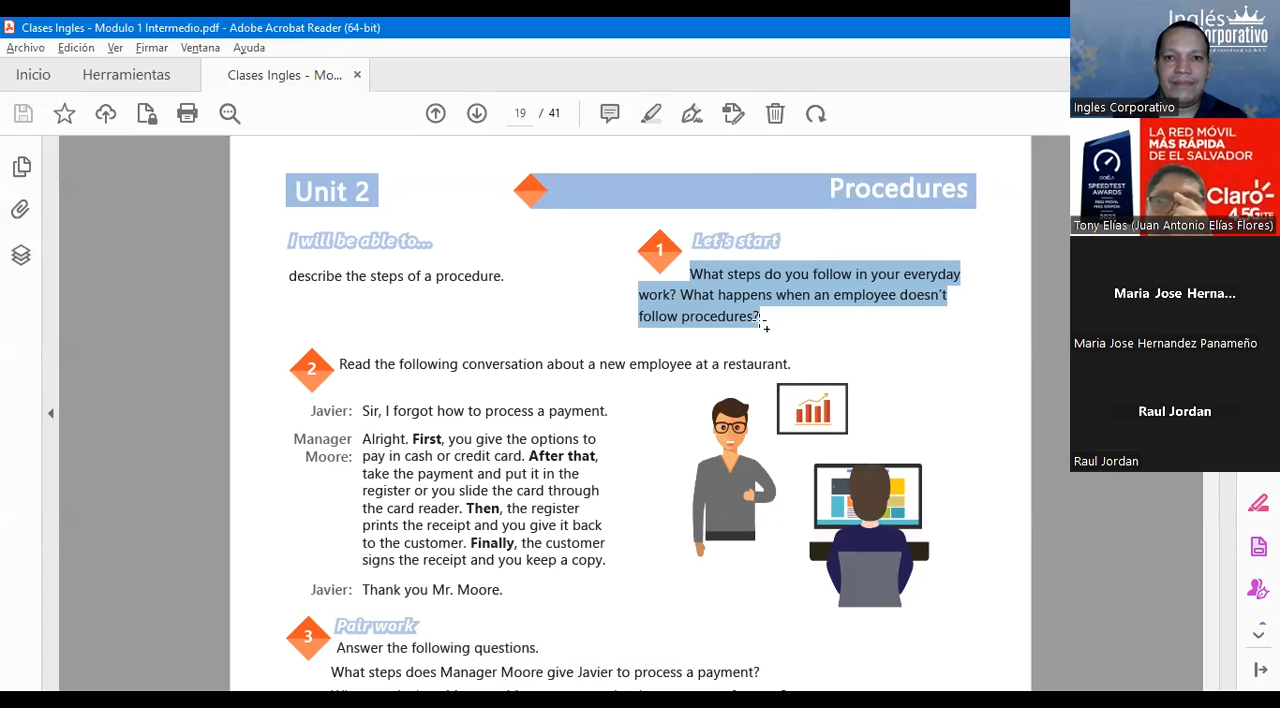 Clases Ingles - Modulo 1 Intermedio.pdf - Adobe Acrobat Reader (64-bit)
Archivo Edición Ver Firmar Ventana Ayuda
Inicio Herramientas Clases Ingles - Mo... ×
19 / 41
Unit 2 Procedures
I will be able to...
describe the steps of a procedure.
1 Let's start
What steps do you follow in your everyday
work? What happens when an employee doesn't
follow procedures?
2 Read the following conversation about a new employee at a restaurant.
Javier: Sir, I forgot how to process a payment.
Manager Moore: Alright. First, you give the options to
pay in cash or credit card. After that,
take the payment and put it in the
register or you slide the card through
the card reader. Then, the register
prints the receipt and you give it back
to the customer. Finally, the customer
signs the receipt and you keep a copy.
Javier: Thank you Mr. Moore.
3 Pair work
Answer the following questions.
What steps does Manager Moore give Javier to process a payment?
Inglés
Corporativo
Ingles Corporativo
SPEEDTEST
AWARDS
LA RED MÓVIL
MÁS RÁPIDA
DE EL SALVADOR
Claro
4.5G
Tony Elías (Juan Antonio Elías Flores)
Maria Jose Herna...
Maria Jose Hernandez Panameño
Raul Jordan
Raul Jordan